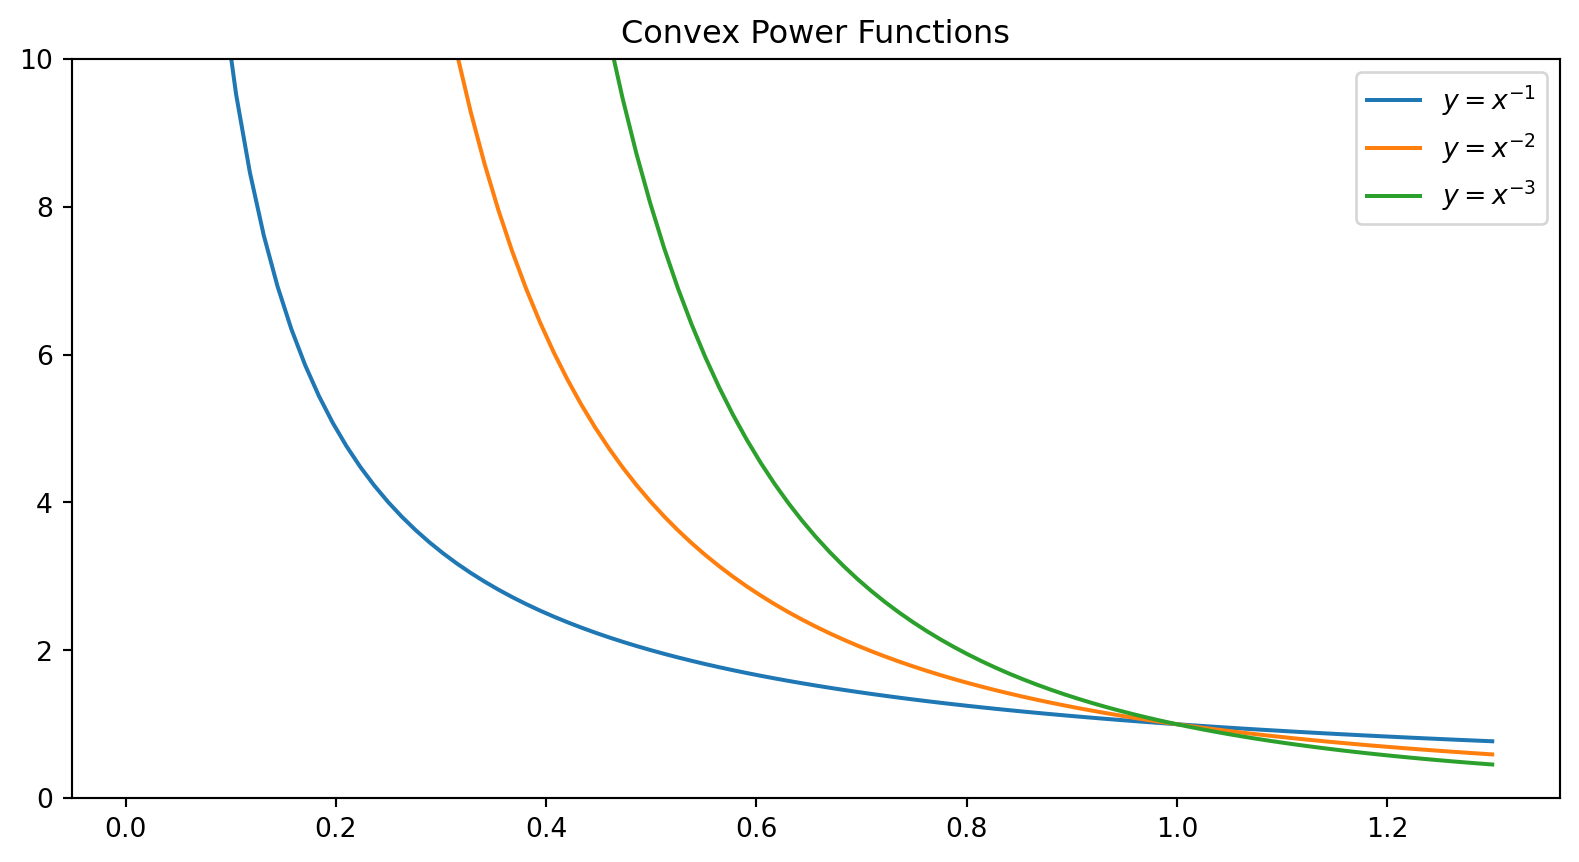 Convex Power Functions
10
8
6
4
2
0
y = x⁻¹
y = x⁻²
y = x⁻³
0.0 0.2 0.4 0.6 0.8 1.0 1.2